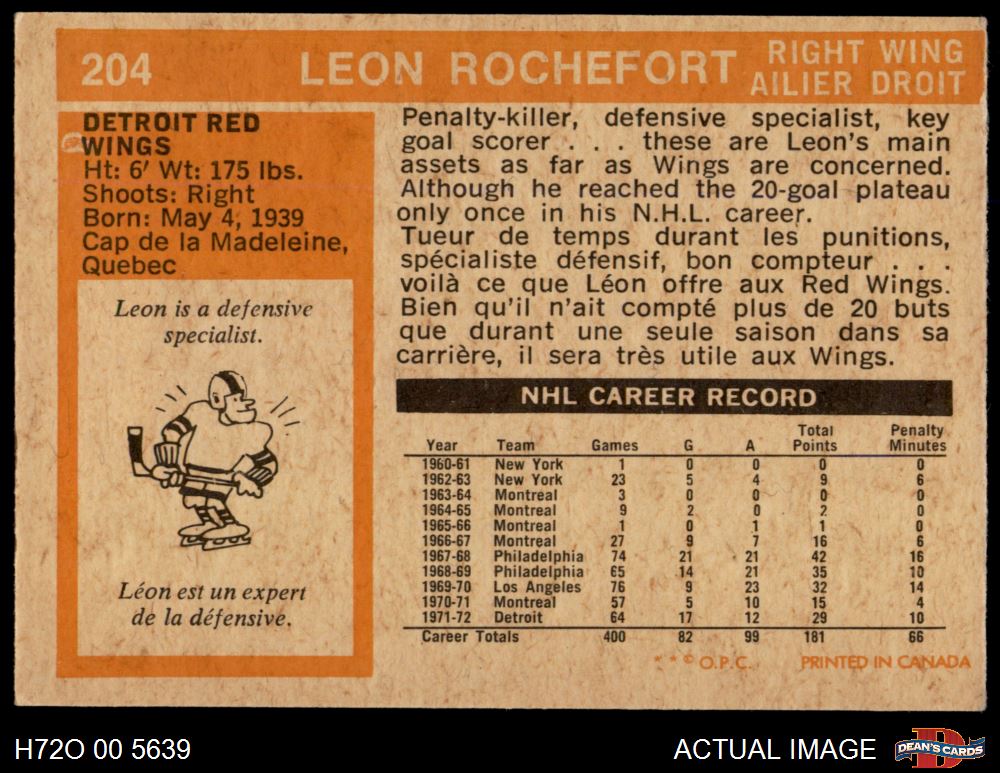 204
LEON ROCHEFORT
RIGHT WING
AILIER DROIT
DETROIT RED
WINGS
Ht: 6' Wt: 175 lbs.
Shoots: Right
Born: May 4, 1939
Cap de la Madeleine,
Quebec
Leon is a defensive
specialist.
Léon est un expert
de la défensive.
Penalty-killer, defensive specialist, key
goal scorer . . . these are Leon's main
assets as far as Wings are concerned.
Although he reached the 20-goal plateau
only once in his N.H.L. career.
Tueur de temps durant les punitions,
spécialiste défensif, bon compteur . . .
voilà ce que Léon offre aux Red Wings.
Bien qu'il n'ait compté plus de 20 buts
que durant une seule saison dans sa
carrière, il sera très utile aux Wings.
NHL CAREER RECORD
Year Team Games G A Total Points Penalty Minutes
1960-61 New York 1 0 0 0 0
1962-63 New York 23 5 4 9 6
1963-64 Montreal 3 0 0 0 0
1964-65 Montreal 9 2 0 2 0
1965-66 Montreal 1 0 1 1 0
1966-67 Montreal 27 9 7 16 6
1967-68 Philadelphia 74 21 21 42 16
1968-69 Philadelphia 65 14 21 35 10
1969-70 Los Angeles 76 9 23 32 14
1970-71 Montreal 57 5 10 15 4
1971-72 Detroit 64 17 12 29 10
Career Totals 400 82 99 181 66
* * © O.P.C. PRINTED IN CANADA
H72O 00 5639
ACTUAL IMAGE
DEAN'S CARDS